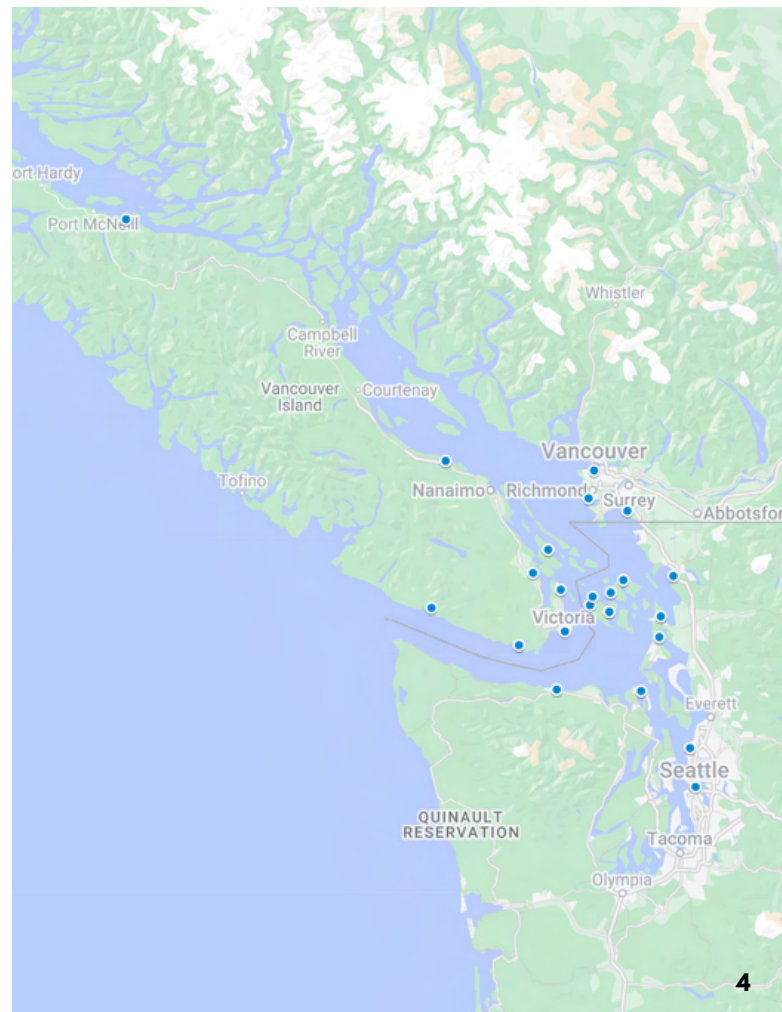 ort Hardy
Port McNeill
Whistler
Campbell
River
Vancouver
Island
Courtenay
Vancouver
Tofino
Nanaimo
Richmond
Surrey
Abbotsfor
Victoria
Everett
Seattle
QUINAULT
RESERVATION
Tacoma
Olympia
4